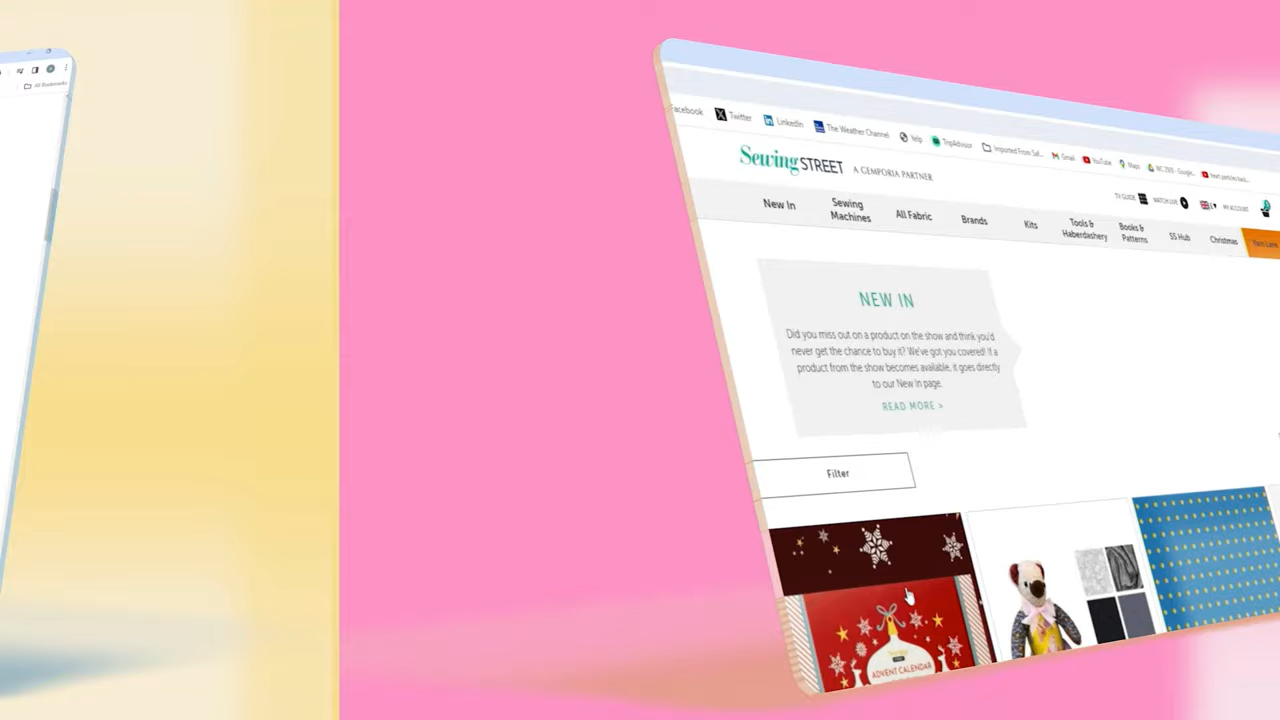 All Bookmarks
Facebook Twitter LinkedIn The Weather Channel Yelp TripAdvisor Imported From Saf... Gmail YouTube Maps
Sewing STREET A GEMPORIA PARTNER
TV GUIDE WATCH LIVE £ MY ACCOUNT
New In Sewing Machines All Fabric Brands Kits Tools & Haberdashery Books & Patterns SS Hub Christmas Yarn Lane
NEW IN
Did you miss out on a product on the show and think you'd
never get the chance to buy it? We've got you covered! If a
product from the show becomes available, it goes directly
to our New In page.
READ MORE >
Filter
ADVENT CALENDAR